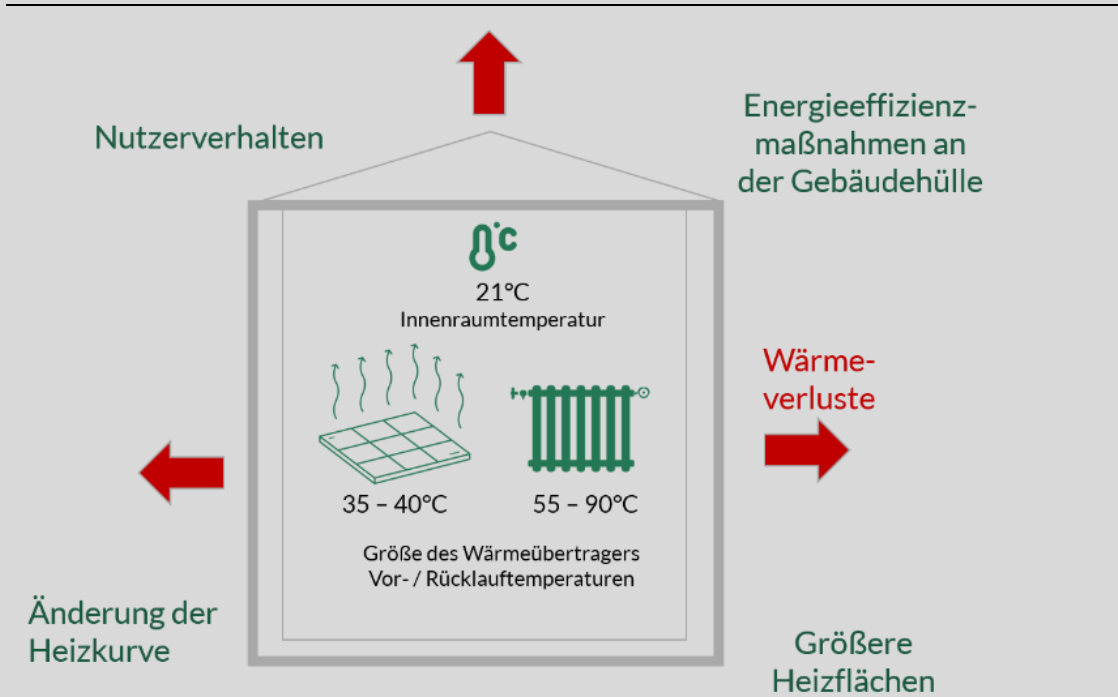 Nutzerverhalten
Energieeffizienz-
maßnahmen an
der Gebäudehülle
°C
21°C
Innenraumtemperatur
Wärme-
verluste
35 – 40°C
55 – 90°C
Größe des Wärmeübertragers
Vor- / Rücklauftemperaturen
Änderung der
Heizkurve
Größere
Heizflächen